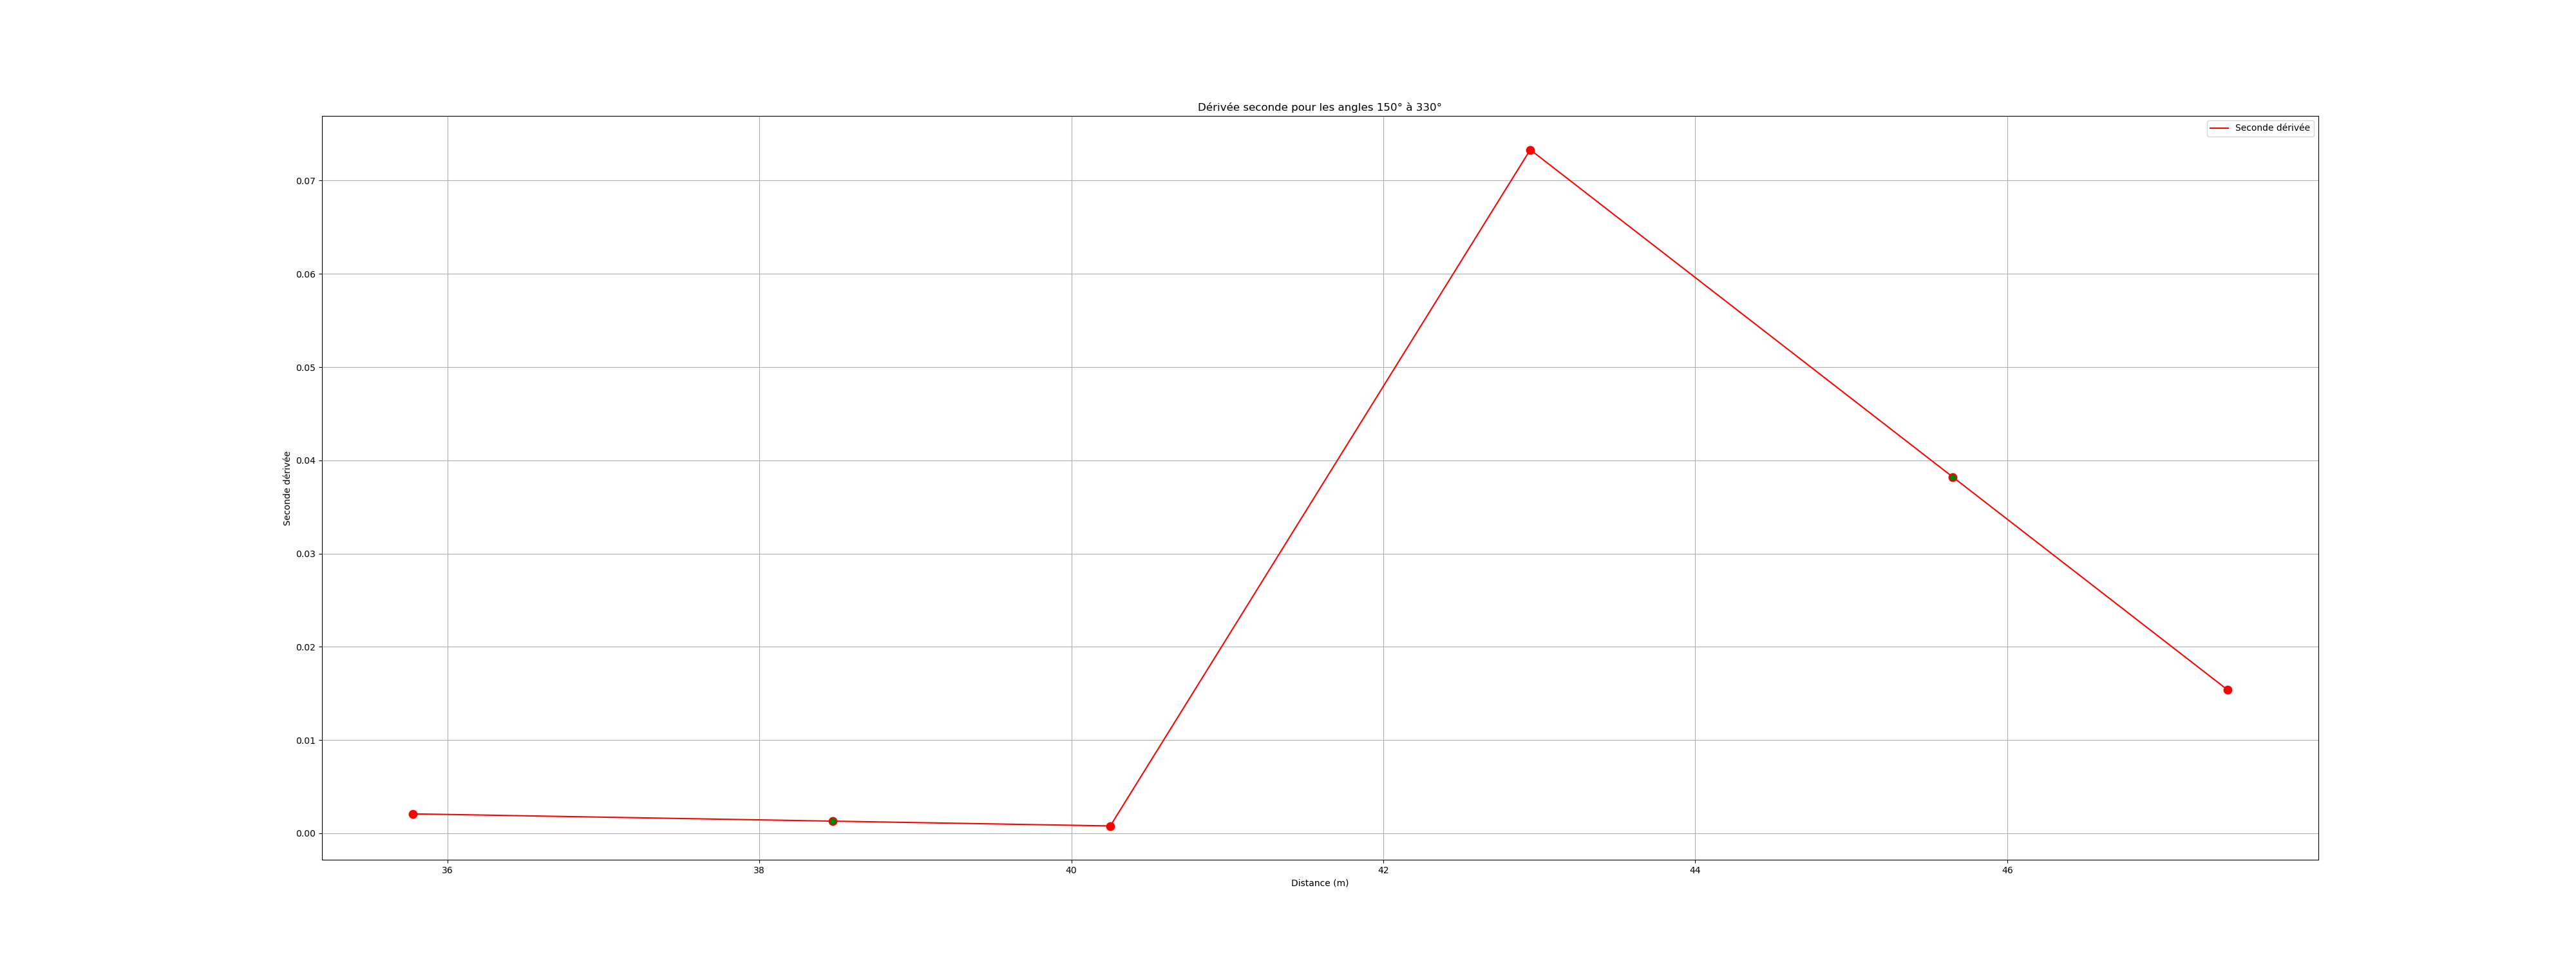 Dérivée seconde pour les angles 150° à 330°
Seconde dérivée
0.07
0.06
0.05
0.04
0.03
0.02
0.01
0.00
Seconde dérivée
36 38 40 42 44 46
Distance (m)